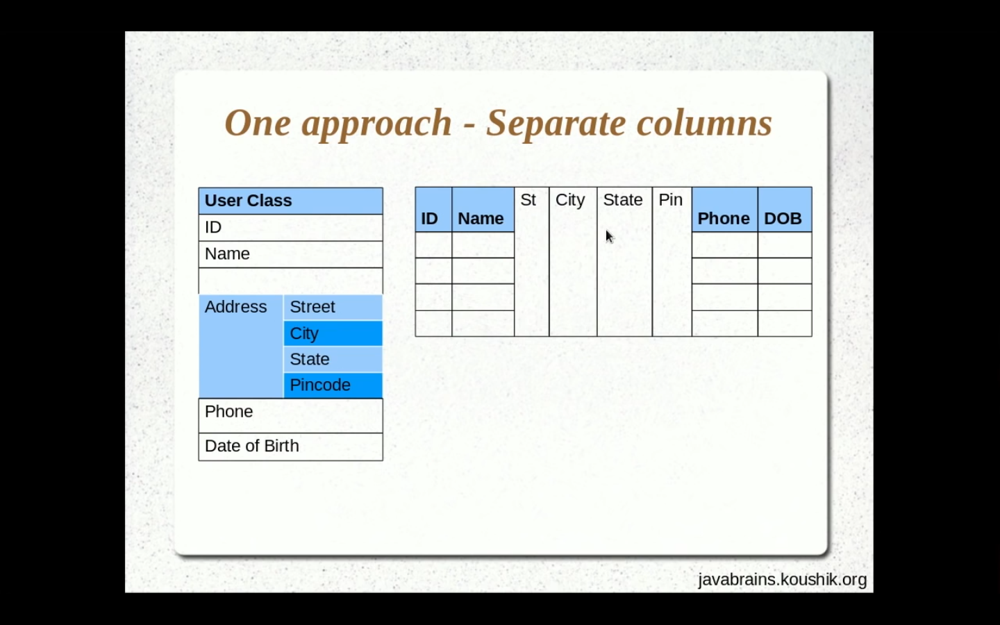 One approach - Separate columns
User Class
ID
Name
Address
Street
City
State
Pincode
Phone
Date of Birth
ID Name St City State Pin Phone DOB
javabrains.koushik.org